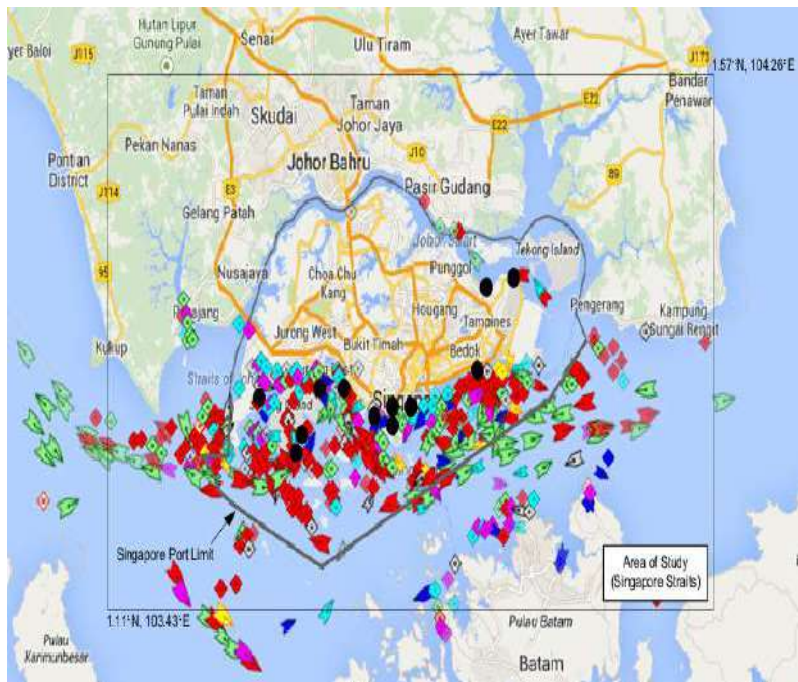 Hutan Lipur
Gunung Pulai
Senai
Ulu Tiram
Ayer Tawar
yer Baloi
J115
J173
1.57°N, 104.26°E
Bandar
Penawar
Taman
Pulai Indah
Skudai
Taman
Johor Jaya
E22
E22
Pekan Nanas
Pontian
District
Johor Bahru
J10
J114
E3
Pasir Gudang
89
Gelang Patah
Tekong Island
95
Nusajaya
Choa Chu
Kang
Punggol
Hougang
Pengerang
Kampung
Sungai Rengit
Tampines
Jurong West
Bukit Timah
Bedok
Kukup
Singapore Port Limit
Area of Study
(Singapore Straits)
1.11°N, 103.43°E
Pulau Batam
Pulau
Karimunbesar
Batam